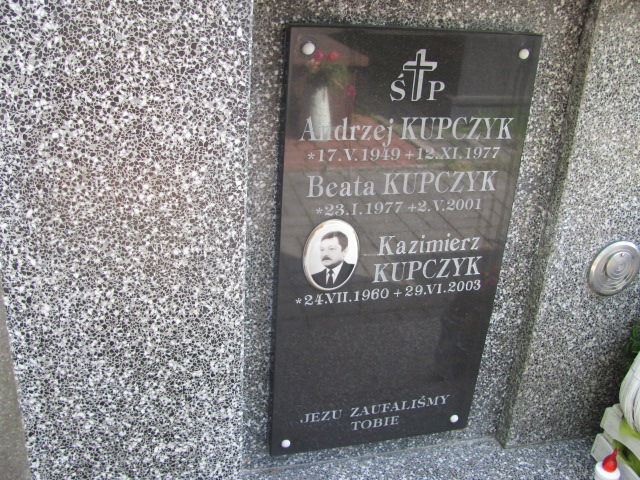 Ś P
Andrzej KUPCZYK
*17.V.1949 + 12.XI.1977
Beata KUPCZYK
*23.I.1977 + 2.V.2001
Kazimierz
KUPCZYK
*24.VII.1960 + 29.VI.2003
JEZU ZAUFALIŚMY
TOBIE